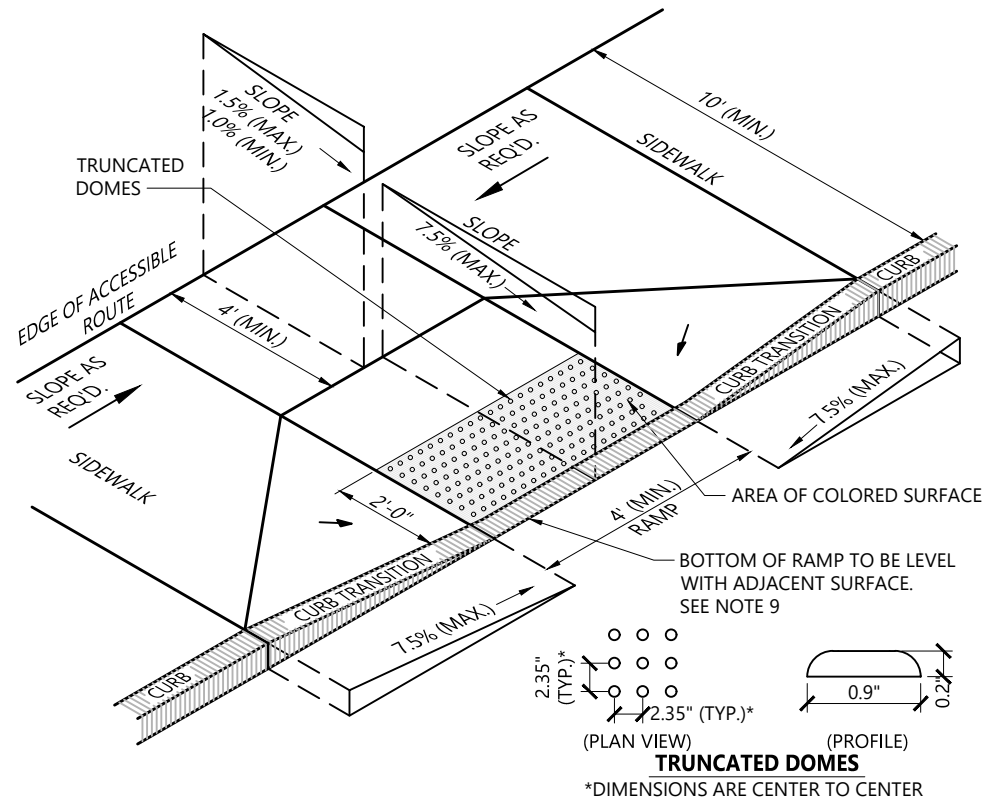 SLOPE
1.5% (MAX.)
1.0% (MIN.)
TRUNCATED
DOMES
SLOPE AS
REQ'D.
10' (MIN.)
SIDEWALK
SLOPE
7.5% (MAX.)
EDGE OF ACCESSIBLE
ROUTE
4' (MIN.)
CURB
CURB TRANSITION
SLOPE AS
REQ'D.
7.5% (MAX.)
SIDEWALK
AREA OF COLORED SURFACE
2'-0"
4' (MIN.)
RAMP
BOTTOM OF RAMP TO BE LEVEL
WITH ADJACENT SURFACE.
SEE NOTE 9
CURB TRANSITION
7.5% (MAX.)
CURB
2.35"
(TYP.)*
2.35" (TYP.)*
(PLAN VIEW)
0.9"
0.2"
(PROFILE)
TRUNCATED DOMES
*DIMENSIONS ARE CENTER TO CENTER